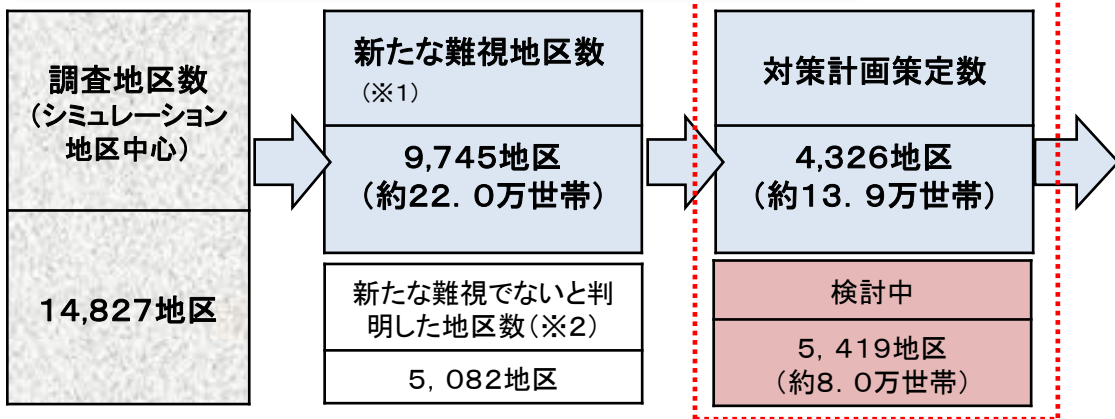 調査地区数
(シミュレーション
地区中心)
14,827地区
新たな難視地区数
(※1)
9,745地区
(約22．0万世帯)
新たな難視でないと判
明した地区数(※2)
5，082地区
対策計画策定数
4,326地区
(約13．9万世帯)
検討中
5，419地区
(約8．0万世帯)